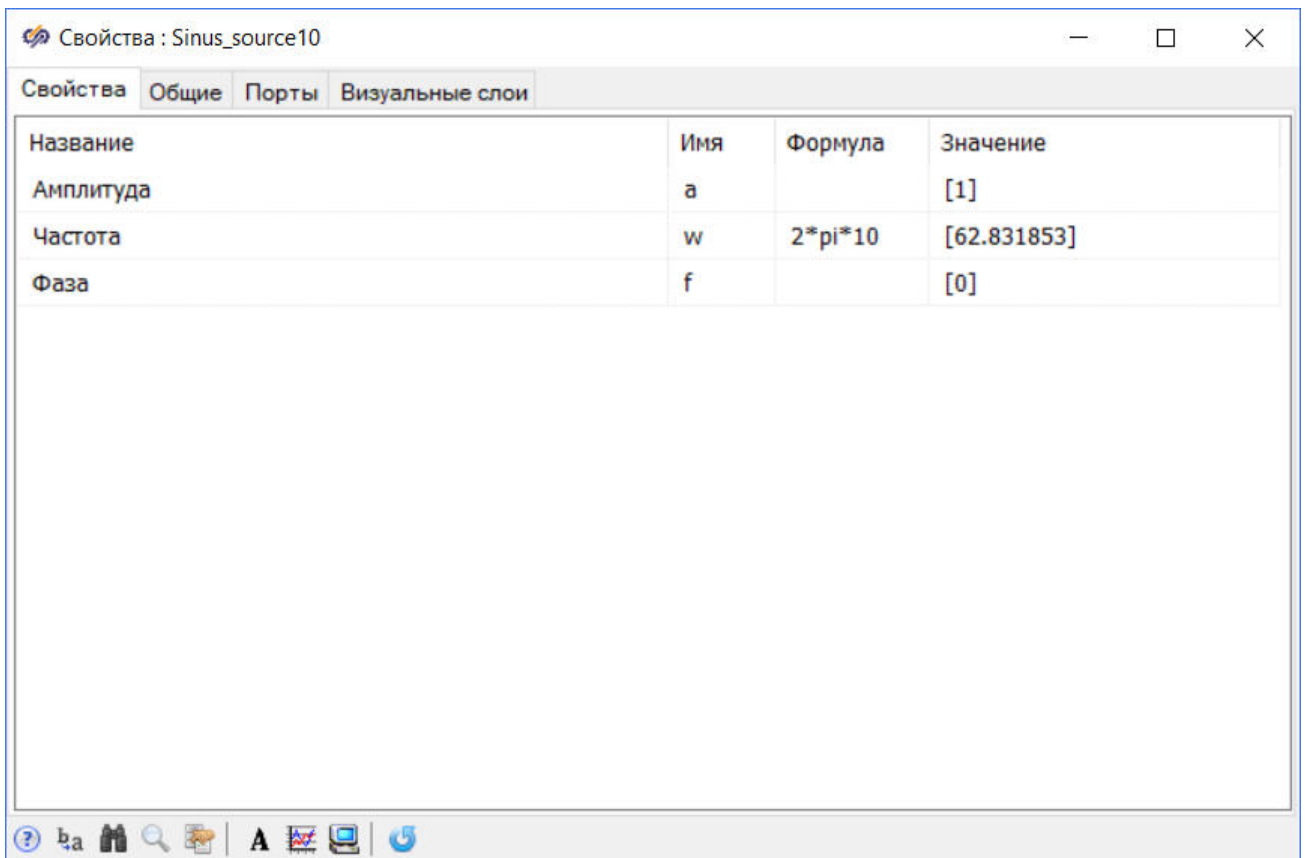 Свойства : Sinus_source10
Свойства Общие Порты Визуальные слои
Название Имя Формула Значение
Амплитуда a [1]
Частота w 2*pi*10 [62.831853]
Фаза f [0]